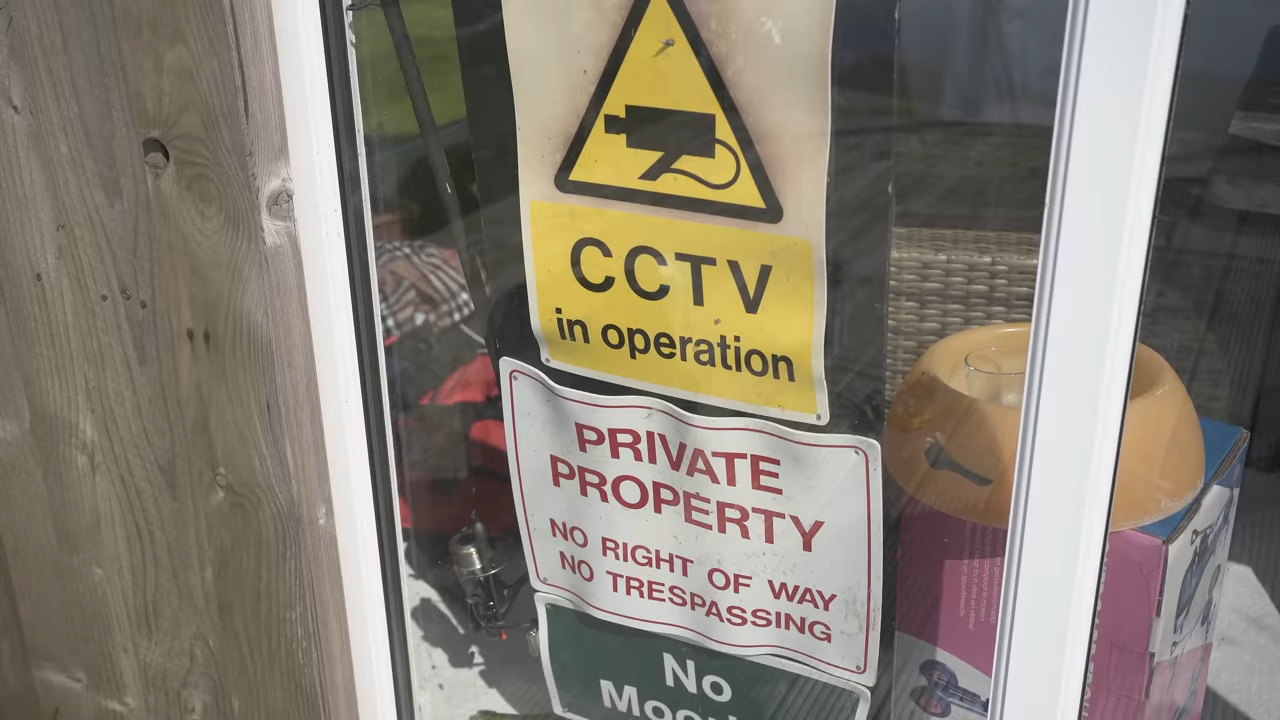 CCTV
in operation
PRIVATE
PROPERTY
NO RIGHT OF WAY
NO TRESPASSING
No